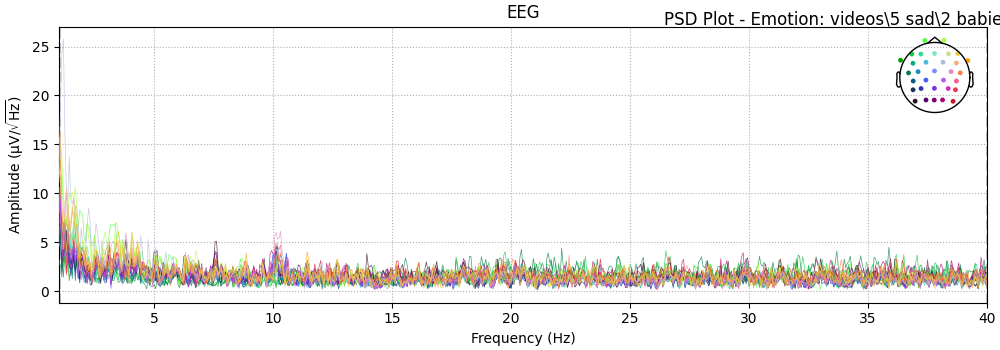 EEG
PSD Plot - Emotion: videos\5 sad\2 babie
25
20
15
10
5
0
Amplitude (µV/√Hz)
5 10 15 20 25 30 35 40
Frequency (Hz)